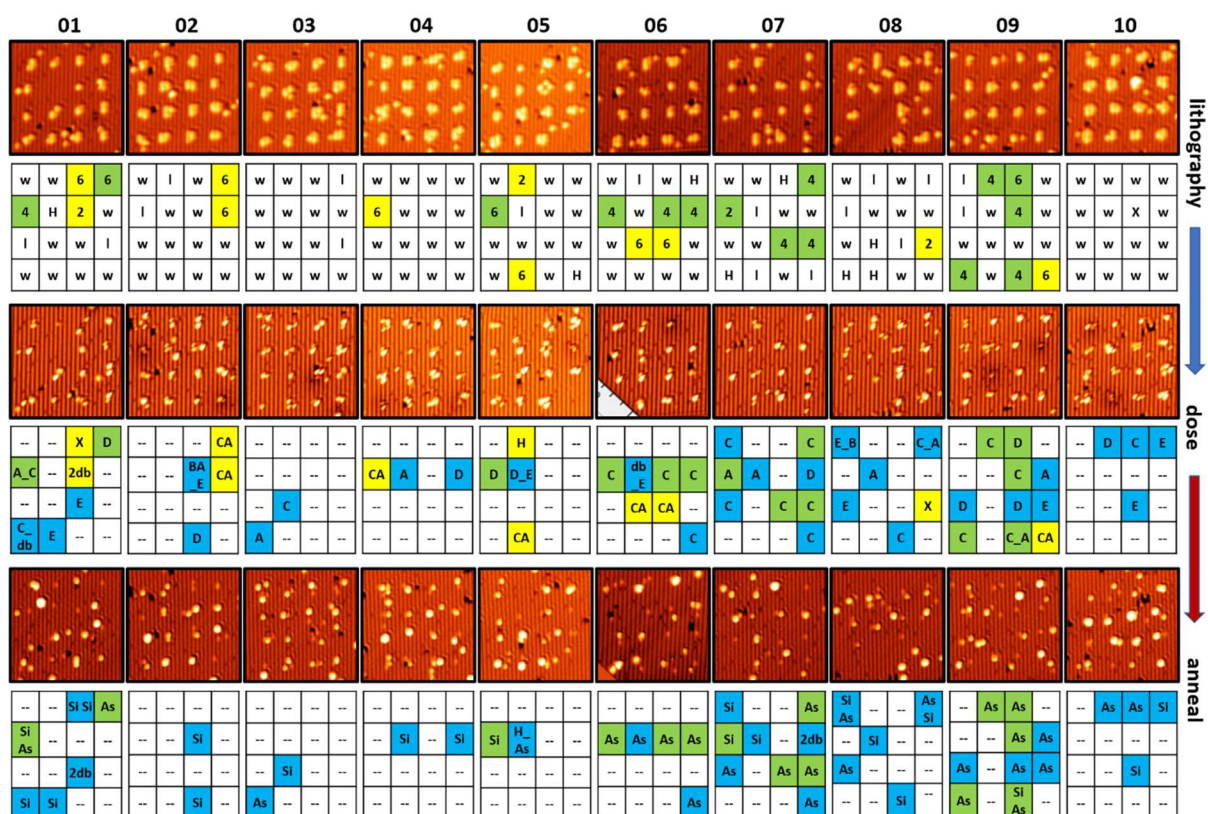 01 02 03 04 05 06 07 08 09 10
lithography
w w 6 6 w I w 6 w w w I w w w w w 2 w w w I w H w w H 4 w I w I I 4 6 w w w w w
4 H 2 w I w w 6 w w w w 6 w w w 6 I w w 4 w 4 4 2 I w w I w w w I w 4 w w w X w
I w w I w w w w w w w I w w w w w w w w w 6 6 w w w 4 4 w H I 2 w w w w w w w w
w w w w w w w w w w w w w w w w w 6 w H w w w w H I w I H H w w 4 w 4 6 w w w w
dose
-- -- X D -- -- -- CA -- -- -- -- -- -- -- -- -- H -- -- -- -- -- -- C -- -- C E_B -- -- C_A -- C D -- -- D C E
A_C -- 2db -- -- -- BA_E CA -- -- -- -- CA A -- D D D_E -- -- C db_E C C A A -- D -- A -- -- -- -- C A -- -- -- --
-- -- E -- -- -- -- -- -- C -- -- -- -- -- -- -- -- -- -- -- CA CA -- C -- C C E -- -- X D -- D E -- -- E --
C_db E -- -- -- -- D -- A -- -- -- -- -- -- -- -- CA -- -- -- -- -- C -- -- -- C -- -- C -- C -- C_A CA -- -- -- --
anneal
-- -- Si Si As -- -- -- -- -- -- -- -- -- -- -- -- -- -- -- -- -- -- -- -- Si -- -- As Si As -- -- As Si -- As As -- -- As As Si
Si As -- -- -- -- -- Si -- -- -- -- -- -- Si -- Si Si H_As -- -- As As As As Si Si -- 2db -- Si -- -- -- -- As As -- -- -- --
-- -- 2db -- -- -- -- -- -- Si -- -- -- -- -- -- -- -- -- -- -- -- -- -- As -- As As As -- -- -- As -- As As -- -- Si --
Si Si -- -- -- -- Si -- As -- -- -- -- -- -- -- -- -- -- -- -- -- -- As -- -- -- As -- -- Si -- As -- Si As -- -- -- -- --